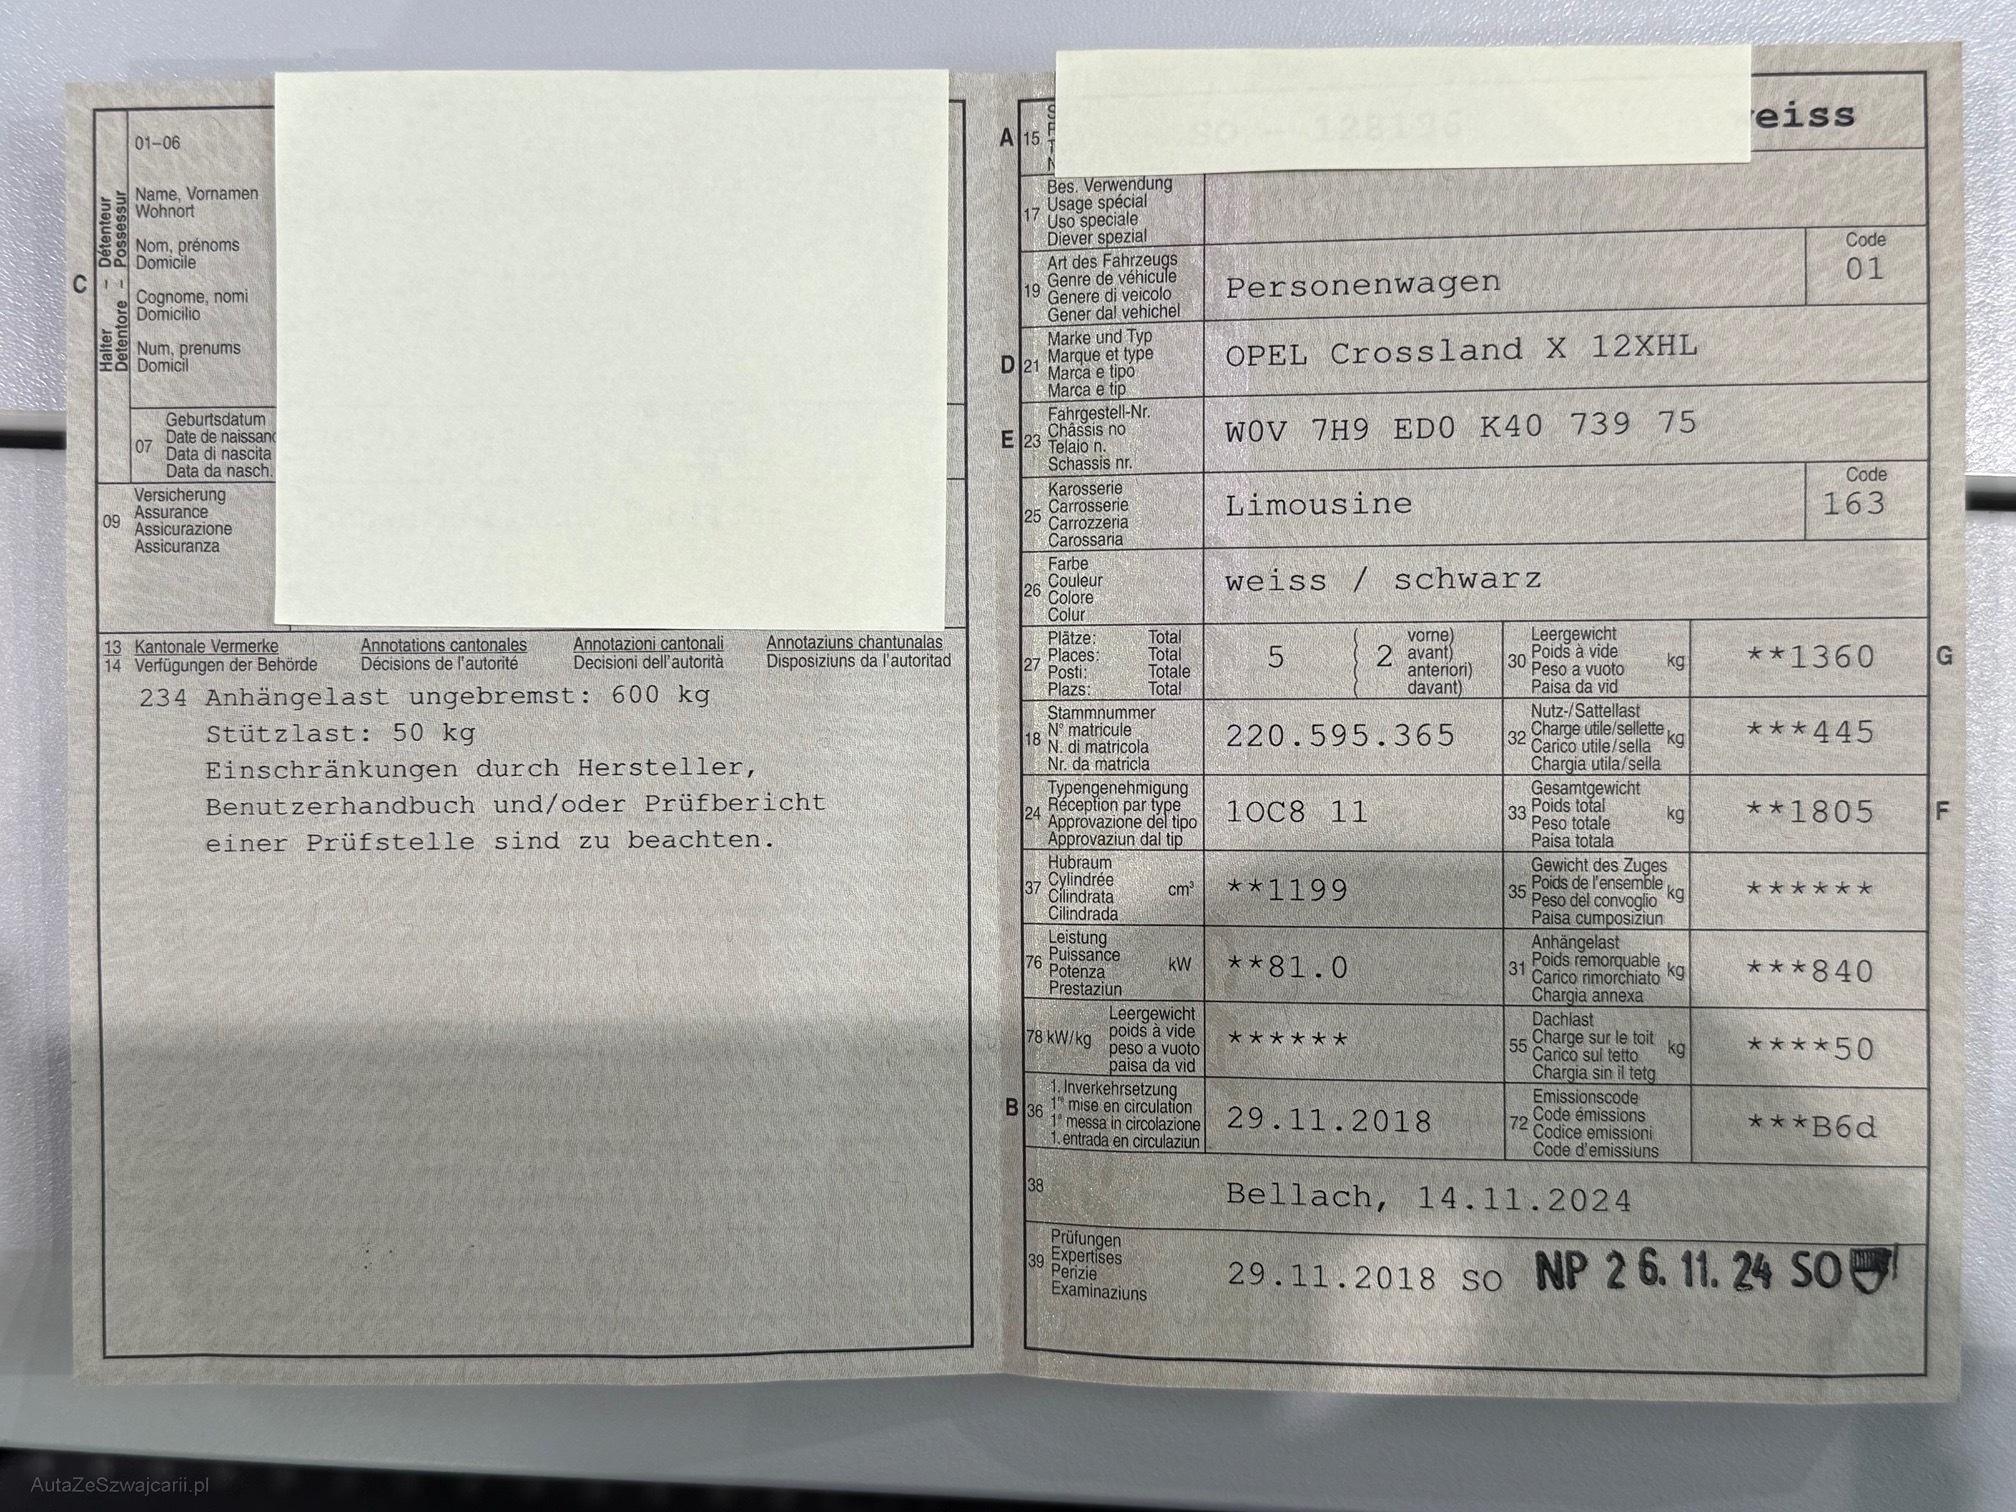 01–06
Halter – Détenteur
Detentore – Possessur
C
Name, Vornamen
Wohnort
Nom, prénoms
Domicile
Cognome, nomi
Domicilio
Num, prenums
Domicil
07
Geburtsdatum
Date de naissanc
Data di nascita
Data da nasch.
09
Versicherung
Assurance
Assicurazione
Assicuranza
13 Kantonale Vermerke Annotations cantonales Annotazioni cantonali Annotaziuns chantunalas
14 Verfügungen der Behörde Décisions de l'autorité Decisioni dell'autorità Disposiziuns da l'autoritad
234 Anhängelast ungebremst: 600 kg
Stützlast: 50 kg
Einschränkungen durch Hersteller,
Benutzerhandbuch und/oder Prüfbericht
einer Prüfstelle sind zu beachten.
A 15 eiss
17
Bes. Verwendung
Usage spécial
Uso speciale
Diever spezial
19
Art des Fahrzeugs
Genre de véhicule
Genere di veicolo
Gener dal vehichel
Personenwagen
Code
01
D 21
Marke und Typ
Marque et type
Marca e tipo
Marca e tip
OPEL Crossland X 12XHL
E 23
Fahrgestell-Nr.
Châssis no
Telaio n.
Schassis nr.
W0V 7H9 ED0 K40 739 75
25
Karosserie
Carrosserie
Carrozzeria
Carossaria
Limousine
Code
163
26
Farbe
Couleur
Colore
Colur
weiss / schwarz
27
Plätze: Total
Places: Total
Posti: Totale
Plazs: Total
5
2
vorne)
avant)
anteriori)
davant)
30
Leergewicht
Poids à vide
Peso a vuoto
Paisa da vid
kg
**1360
G
18
Stammnummer
N° matricule
N. di matricola
Nr. da matricla
220.595.365
32
Nutz-/Sattellast
Charge utile/sellette
Carico utile/sella
Chargia utila/sella
kg
***445
24
Typengenehmigung
Réception par type
Approvazione del tipo
Approvaziun dal tip
1OC8 11
33
Gesamtgewicht
Poids total
Peso totale
Paisa totala
kg
**1805
F
37
Hubraum
Cylindrée
Cilindrata
Cilindrada
cm³
**1199
35
Gewicht des Zuges
Poids de l'ensemble
Peso del convoglio
Paisa cumposiziun
kg
******
76
Leistung
Puissance
Potenza
Prestaziun
kW
**81.0
31
Anhängelast
Poids remorquable
Carico rimorchiato
Chargia annexa
kg
***840
78 kW/kg
Leergewicht
poids à vide
peso a vuoto
paisa da vid
******
55
Dachlast
Charge sur le toit
Carico sul tetto
Chargia sin il tetg
kg
****50
B 36
1. Inverkehrsetzung
1re mise en circulation
1a messa in circolazione
1. entrada en circulaziun
29.11.2018
72
Emissionscode
Code émissions
Codice emissioni
Code d'emissiuns
***B6d
38
Bellach, 14.11.2024
39
Prüfungen
Expertises
Perizie
Examinaziuns
29.11.2018 SO NP 26.11.24 SO
AutaZeSzwajcarii.pl